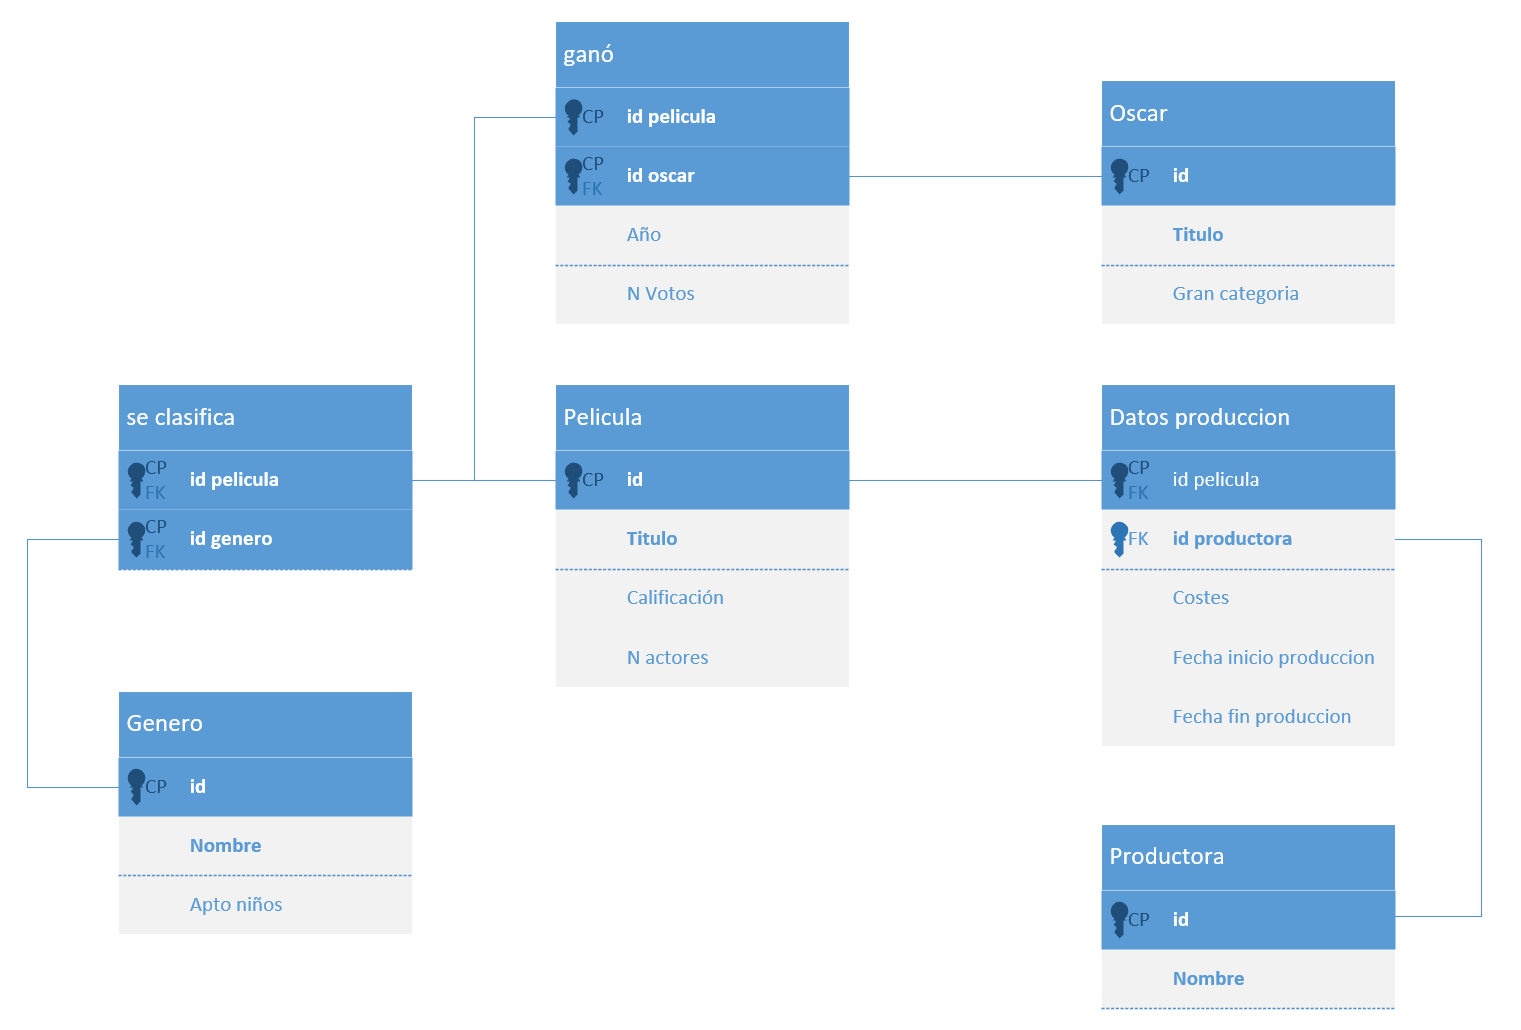 ganó
CP id pelicula
CP
FK
id oscar
Año
N Votos
Oscar
CP id
Titulo
Gran categoria
se clasifica
CP
FK
id pelicula
CP
FK
id genero
Pelicula
CP id
Titulo
Calificación
N actores
Datos produccion
CP
FK
id pelicula
FK id productora
Costes
Fecha inicio produccion
Fecha fin produccion
Genero
CP id
Nombre
Apto niños
Productora
CP id
Nombre